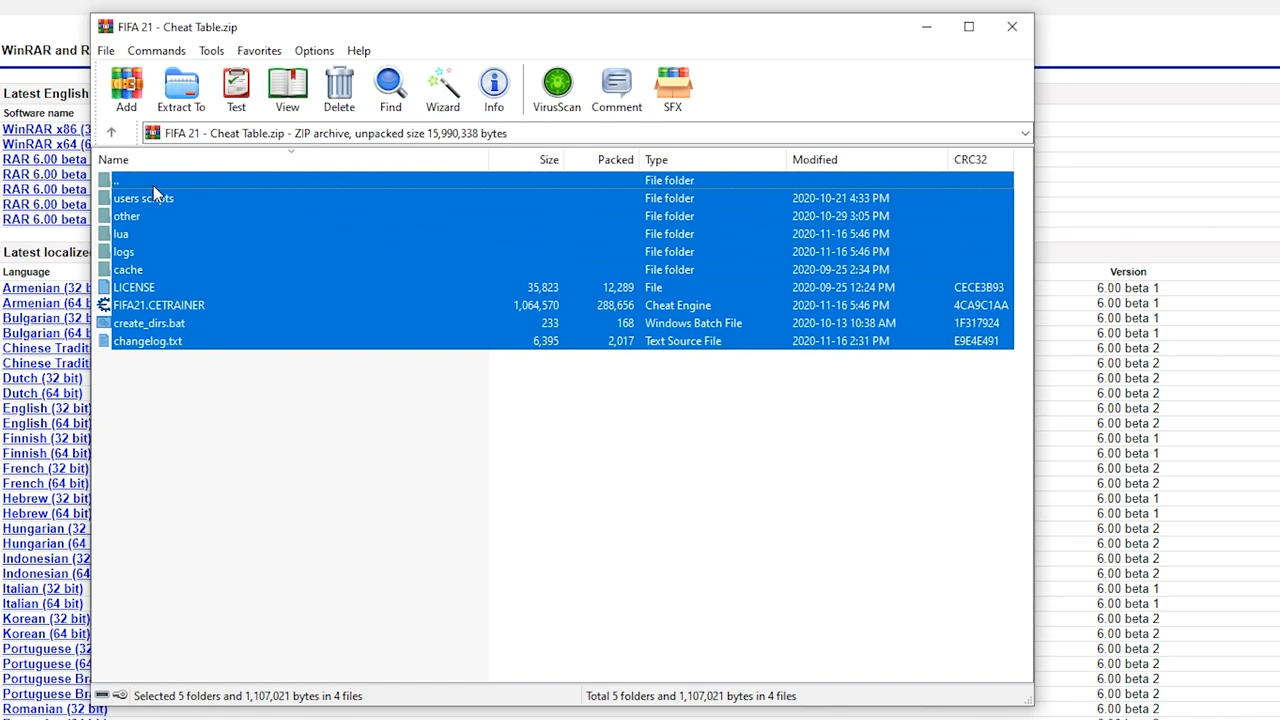 FIFA 21 - Cheat Table.zip
WinRAR and R
File Commands Tools Favorites Options Help
Add Extract To Test View Delete Find Wizard Info VirusScan Comment SFX
FIFA 21 - Cheat Table.zip - ZIP archive, unpacked size 15,990,338 bytes
Name Size Packed Type Modified CRC32
.. File folder
users scripts File folder 2020-10-21 4:33 PM
other File folder 2020-10-29 3:05 PM
lua File folder 2020-11-16 5:46 PM
logs File folder 2020-11-16 5:46 PM
cache File folder 2020-09-25 2:34 PM
LICENSE 35,823 12,289 File 2020-09-25 12:24 PM CECE3B93
FIFA21.CETRAINER 1,064,570 288,656 Cheat Engine 2020-11-16 5:46 PM 4CA9C1AA
create_dirs.bat 233 168 Windows Batch File 2020-10-13 10:38 AM 1F317924
changelog.txt 6,395 2,017 Text Source File 2020-11-16 2:31 PM E9E4E491
Selected 5 folders and 1,107,021 bytes in 4 files Total 5 folders and 1,107,021 bytes in 4 files
Latest English
Software name
WinRAR x86 (3
WinRAR x64 (6
RAR 6.00 beta
RAR 6.00 beta
RAR 6.00 beta
RAR 6.00 beta
RAR 6.00 beta
Latest localize
Language Version
Armenian (32 b 6.00 beta 1
Armenian (64 b 6.00 beta 1
Bulgarian (32 b 6.00 beta 1
Bulgarian (64 b 6.00 beta 1
Chinese Traditi 6.00 beta 2
Chinese Traditi 6.00 beta 2
Dutch (32 bit) 6.00 beta 2
Dutch (64 bit) 6.00 beta 2
English (32 bit) 6.00 beta 2
English (64 bit) 6.00 beta 2
Finnish (32 bit) 6.00 beta 1
Finnish (64 bit) 6.00 beta 1
French (32 bit) 6.00 beta 2
French (64 bit) 6.00 beta 2
Hebrew (32 bit) 6.00 beta 1
Hebrew (64 bit) 6.00 beta 1
Hungarian (32 6.00 beta 2
Hungarian (64 6.00 beta 2
Indonesian (32 6.00 beta 2
Indonesian (64 6.00 beta 2
Italian (32 bit) 6.00 beta 1
Italian (64 bit) 6.00 beta 1
Korean (32 bit) 6.00 beta 2
Korean (64 bit) 6.00 beta 2
Portuguese (32 6.00 beta 2
Portuguese (64 6.00 beta 2
Portuguese Bra 6.00 beta 2
Portuguese Bra 6.00 beta 2
Romanian (32 bit) 6.00 beta 2